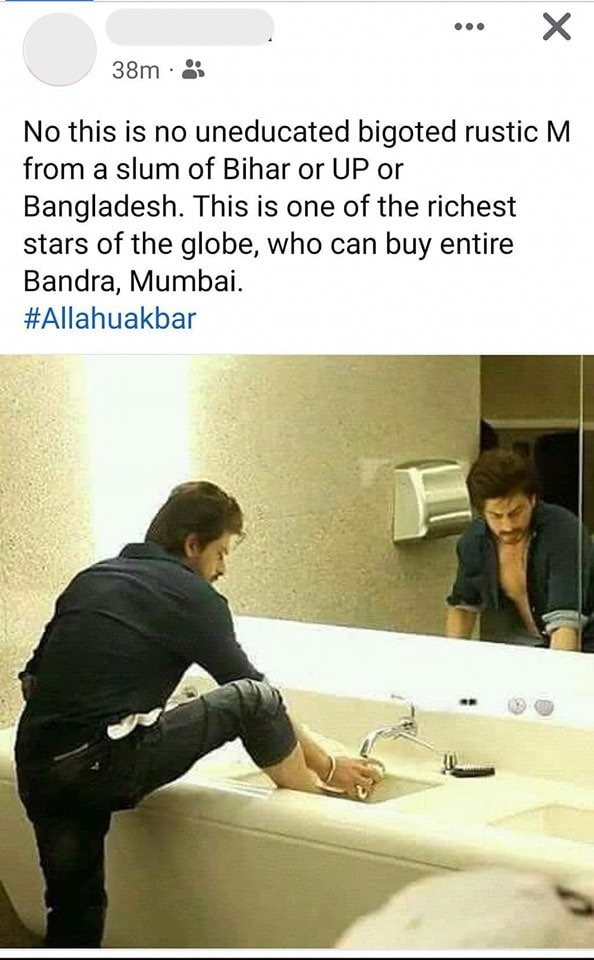 38m ·
No this is no uneducated bigoted rustic M
from a slum of Bihar or UP or
Bangladesh. This is one of the richest
stars of the globe, who can buy entire
Bandra, Mumbai.
#Allahuakbar